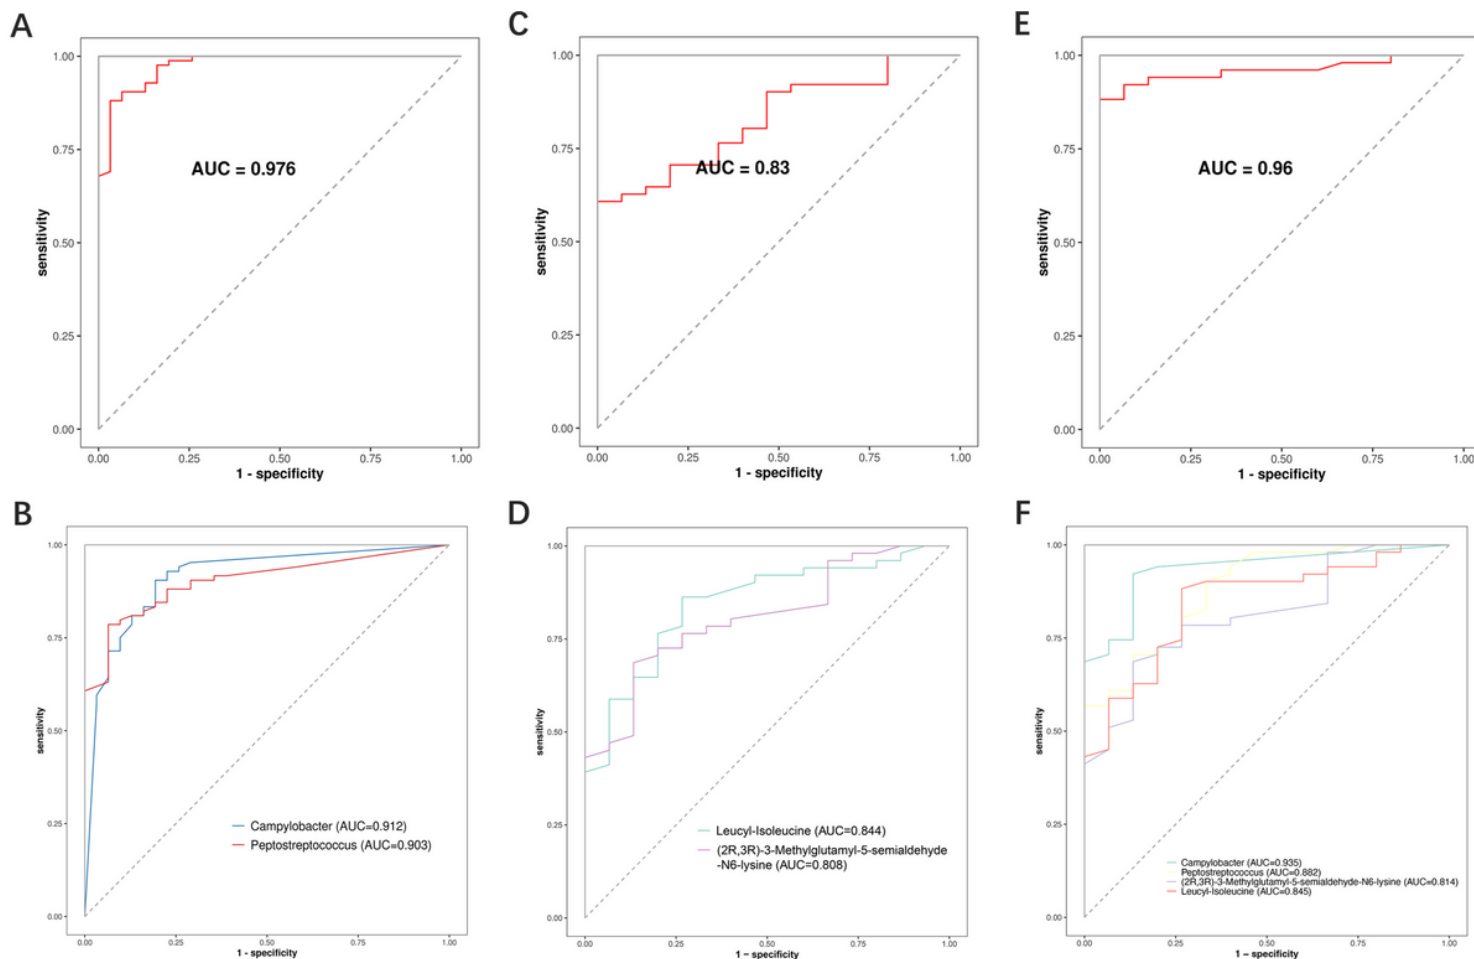 A
1.00
0.75
0.50
0.25
0.00
sensitivity
AUC = 0.976
0.00 0.25 0.50 0.75 1.00
1 - specificity
C
1.00
0.75
0.50
0.25
0.00
sensitivity
AUC = 0.83
0.00 0.25 0.50 0.75 1.00
1 - specificity
E
1.00
0.75
0.50
0.25
0.00
sensitivity
AUC = 0.96
0.00 0.25 0.50 0.75 1.00
1 - specificity
B
1.00
0.75
0.50
0.25
0.00
sensitivity
Campylobacter (AUC=0.912)
Peptostreptococcus (AUC=0.903)
0.00 0.25 0.50 0.75 1.00
1 - specificity
D
1.00
0.75
0.50
0.25
0.00
sensitivity
Leucyl-Isoleucine (AUC=0.844)
(2R,3R)-3-Methylglutamyl-5-semialdehyde
-N6-lysine (AUC=0.808)
0.00 0.25 0.50 0.75 1.00
1 – specificity
F
1.00
0.75
0.50
0.25
0.00
sensitivity
Campylobacter (AUC=0.935)
Peptostreptococcus (AUC=0.882)
(2R,3R)-3-Methylglutamyl-5-semialdehyde-N6-lysine (AUC=0.814)
Leucyl-Isoleucine (AUC=0.845)
0.00 0.25 0.50 0.75 1.00
1 – specificity